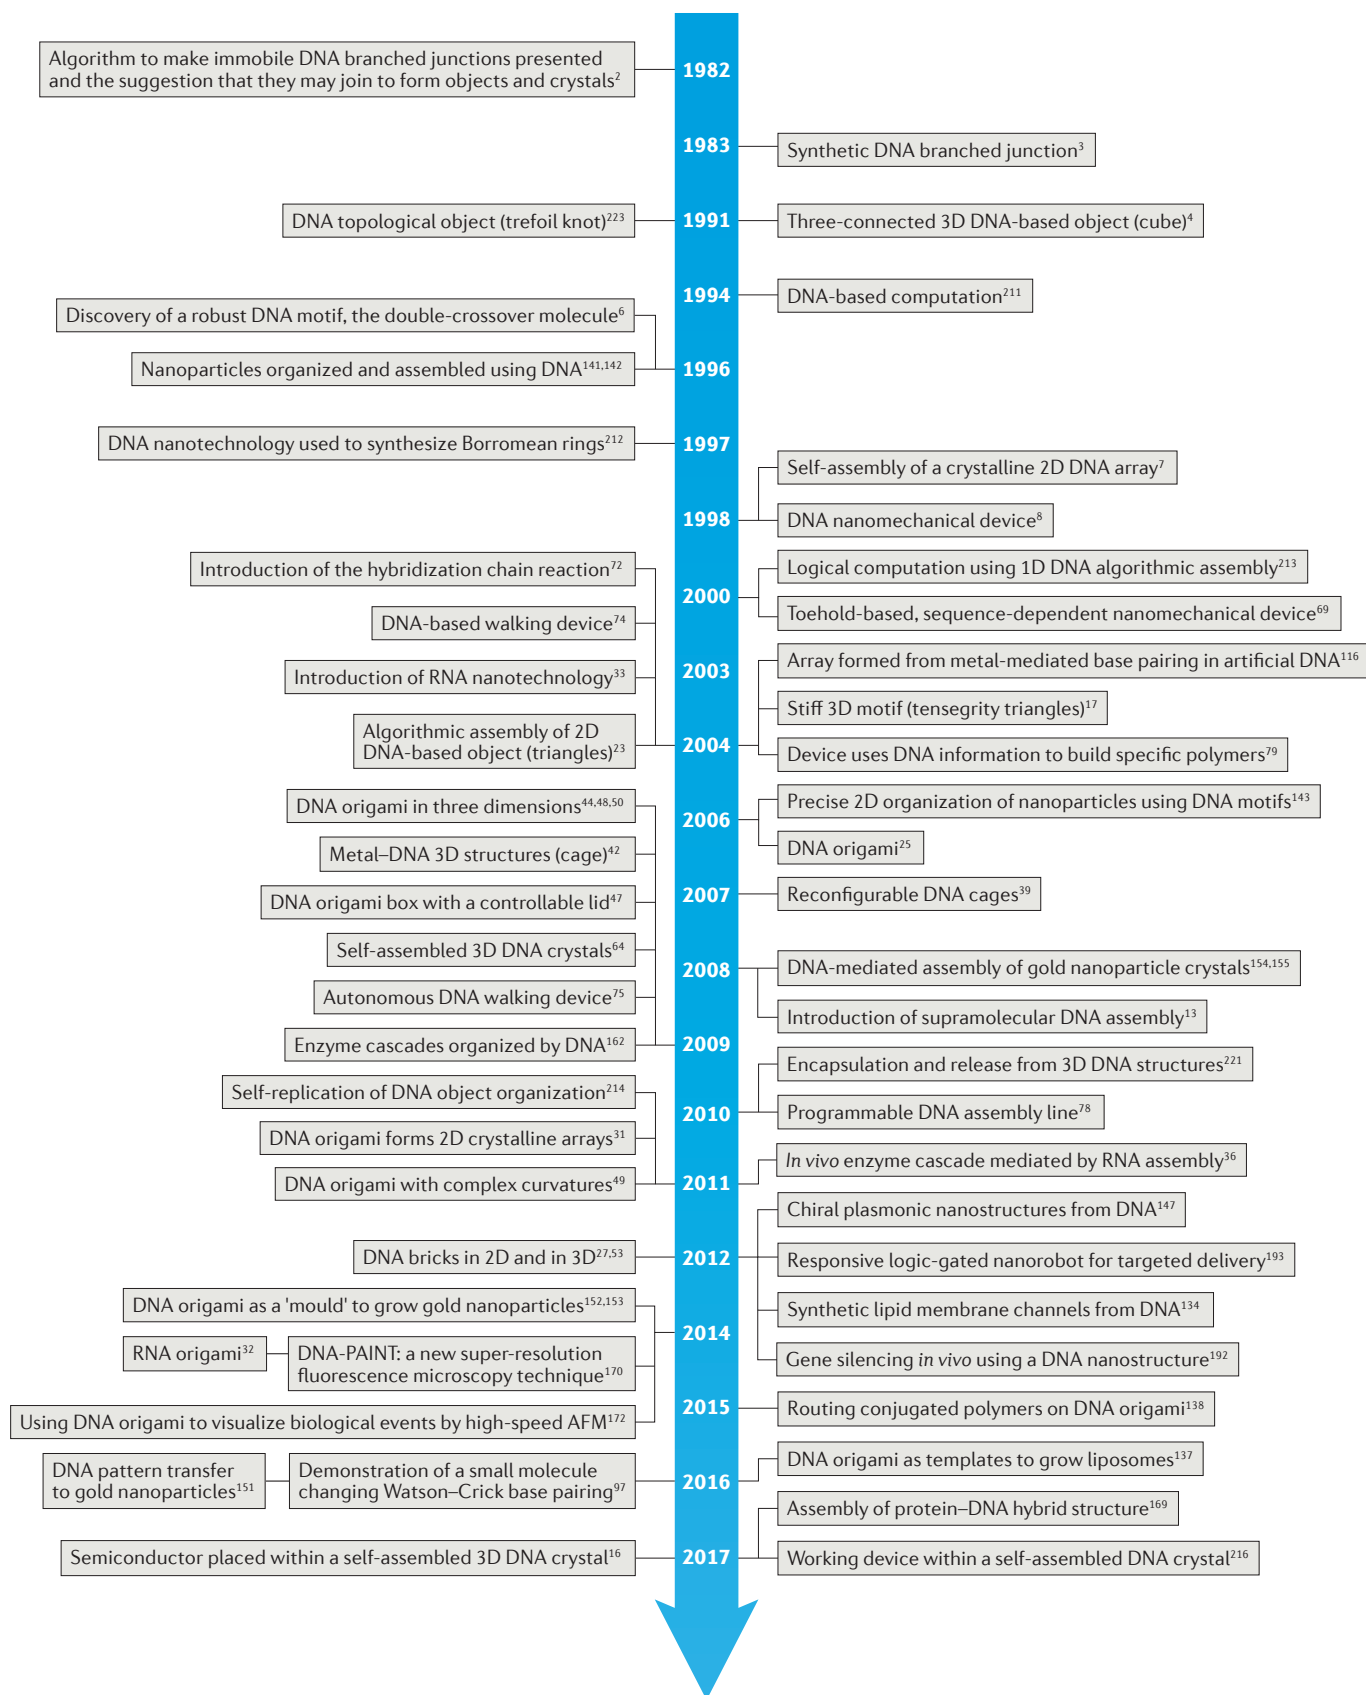 Algorithm to make immobile DNA branched junctions presented
and the suggestion that they may join to form objects and crystals²
1982
1983
Synthetic DNA branched junction³
DNA topological object (trefoil knot)²²³
1991
Three-connected 3D DNA-based object (cube)⁴
1994
DNA-based computation²¹¹
Discovery of a robust DNA motif, the double-crossover molecule⁶
Nanoparticles organized and assembled using DNA¹⁴¹,¹⁴²
1996
DNA nanotechnology used to synthesize Borromean rings²¹²
1997
Self-assembly of a crystalline 2D DNA array⁷
1998
DNA nanomechanical device⁸
Introduction of the hybridization chain reaction⁷²
Logical computation using 1D DNA algorithmic assembly²¹³
2000
Toehold-based, sequence-dependent nanomechanical device⁶⁹
DNA-based walking device⁷⁴
Array formed from metal-mediated base pairing in artificial DNA¹¹⁶
2003
Introduction of RNA nanotechnology³³
Stiff 3D motif (tensegrity triangles)¹⁷
Algorithmic assembly of 2D
DNA-based object (triangles)²³
2004
Device uses DNA information to build specific polymers⁷⁹
DNA origami in three dimensions⁴⁴,⁴⁸,⁵⁰
Precise 2D organization of nanoparticles using DNA motifs¹⁴³
2006
DNA origami²⁵
Metal–DNA 3D structures (cage)⁴²
2007
Reconfigurable DNA cages³⁹
DNA origami box with a controllable lid⁴⁷
Self-assembled 3D DNA crystals⁶⁴
2008
DNA-mediated assembly of gold nanoparticle crystals¹⁵⁴,¹⁵⁵
Autonomous DNA walking device⁷⁵
Introduction of supramolecular DNA assembly¹³
Enzyme cascades organized by DNA¹⁶²
2009
Encapsulation and release from 3D DNA structures²²¹
Self-replication of DNA object organization²¹⁴
2010
Programmable DNA assembly line⁷⁸
DNA origami forms 2D crystalline arrays³¹
In vivo enzyme cascade mediated by RNA assembly³⁶
DNA origami with complex curvatures⁴⁹
2011
Chiral plasmonic nanostructures from DNA¹⁴⁷
DNA bricks in 2D and in 3D²⁷,⁵³
2012
Responsive logic-gated nanorobot for targeted delivery¹⁹³
DNA origami as a 'mould' to grow gold nanoparticles¹⁵²,¹⁵³
Synthetic lipid membrane channels from DNA¹³⁴
2014
RNA origami³²
DNA-PAINT: a new super-resolution
fluorescence microscopy technique¹⁷⁰
Gene silencing in vivo using a DNA nanostructure¹⁹²
Using DNA origami to visualize biological events by high-speed AFM¹⁷²
2015
Routing conjugated polymers on DNA origami¹³⁸
DNA pattern transfer
to gold nanoparticles¹⁵¹
Demonstration of a small molecule
changing Watson–Crick base pairing⁹⁷
2016
DNA origami as templates to grow liposomes¹³⁷
Assembly of protein–DNA hybrid structure¹⁶⁹
Semiconductor placed within a self-assembled 3D DNA crystal¹⁶
2017
Working device within a self-assembled DNA crystal²¹⁶